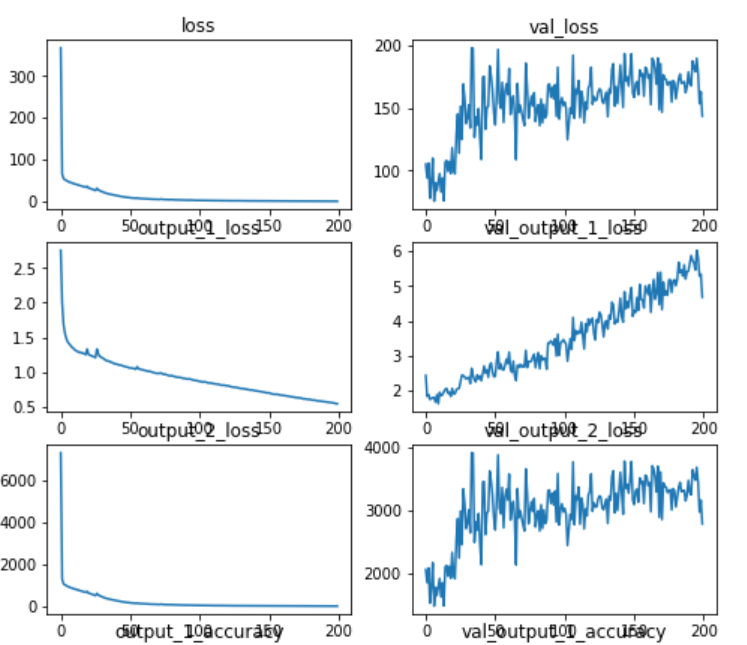 loss
val_loss
300
200
100
0
0 50 100 150 200
200
150
100
0 50 100 150 200
output_1_loss
val_output_1_loss
2.5
2.0
1.5
1.0
0.5
0 50 100 150 200
6
5
4
3
2
0 50 100 150 200
output_2_loss
val_output_2_loss
6000
4000
2000
0
0 50 100 150 200
4000
3000
2000
0 50 100 150 200
output_1_accuracy
val_output_1_accuracy